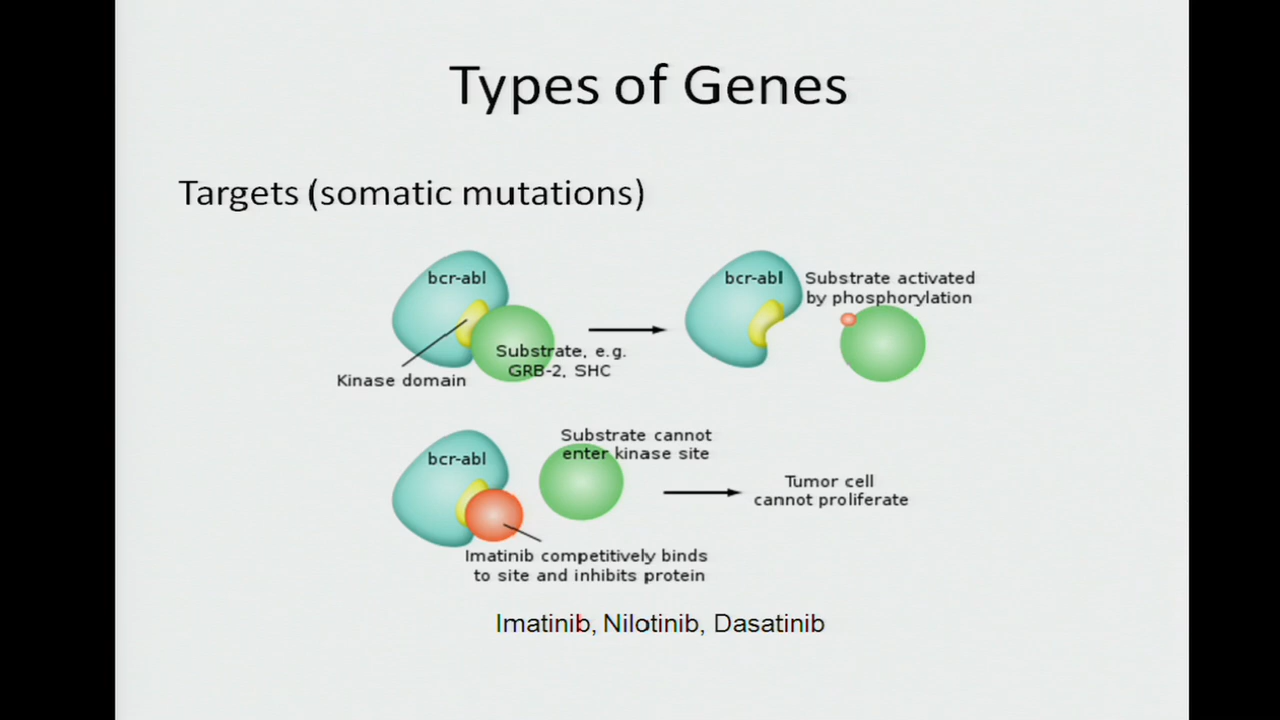 Types of Genes
Targets (somatic mutations)
bcr-abl
Kinase domain
Substrate, e.g.
GRB-2, SHC
bcr-abl
Substrate activated
by phosphorylation
bcr-abl
Substrate cannot
enter kinase site
Tumor cell
cannot proliferate
Imatinib competitively binds
to site and inhibits protein
Imatinib, Nilotinib, Dasatinib